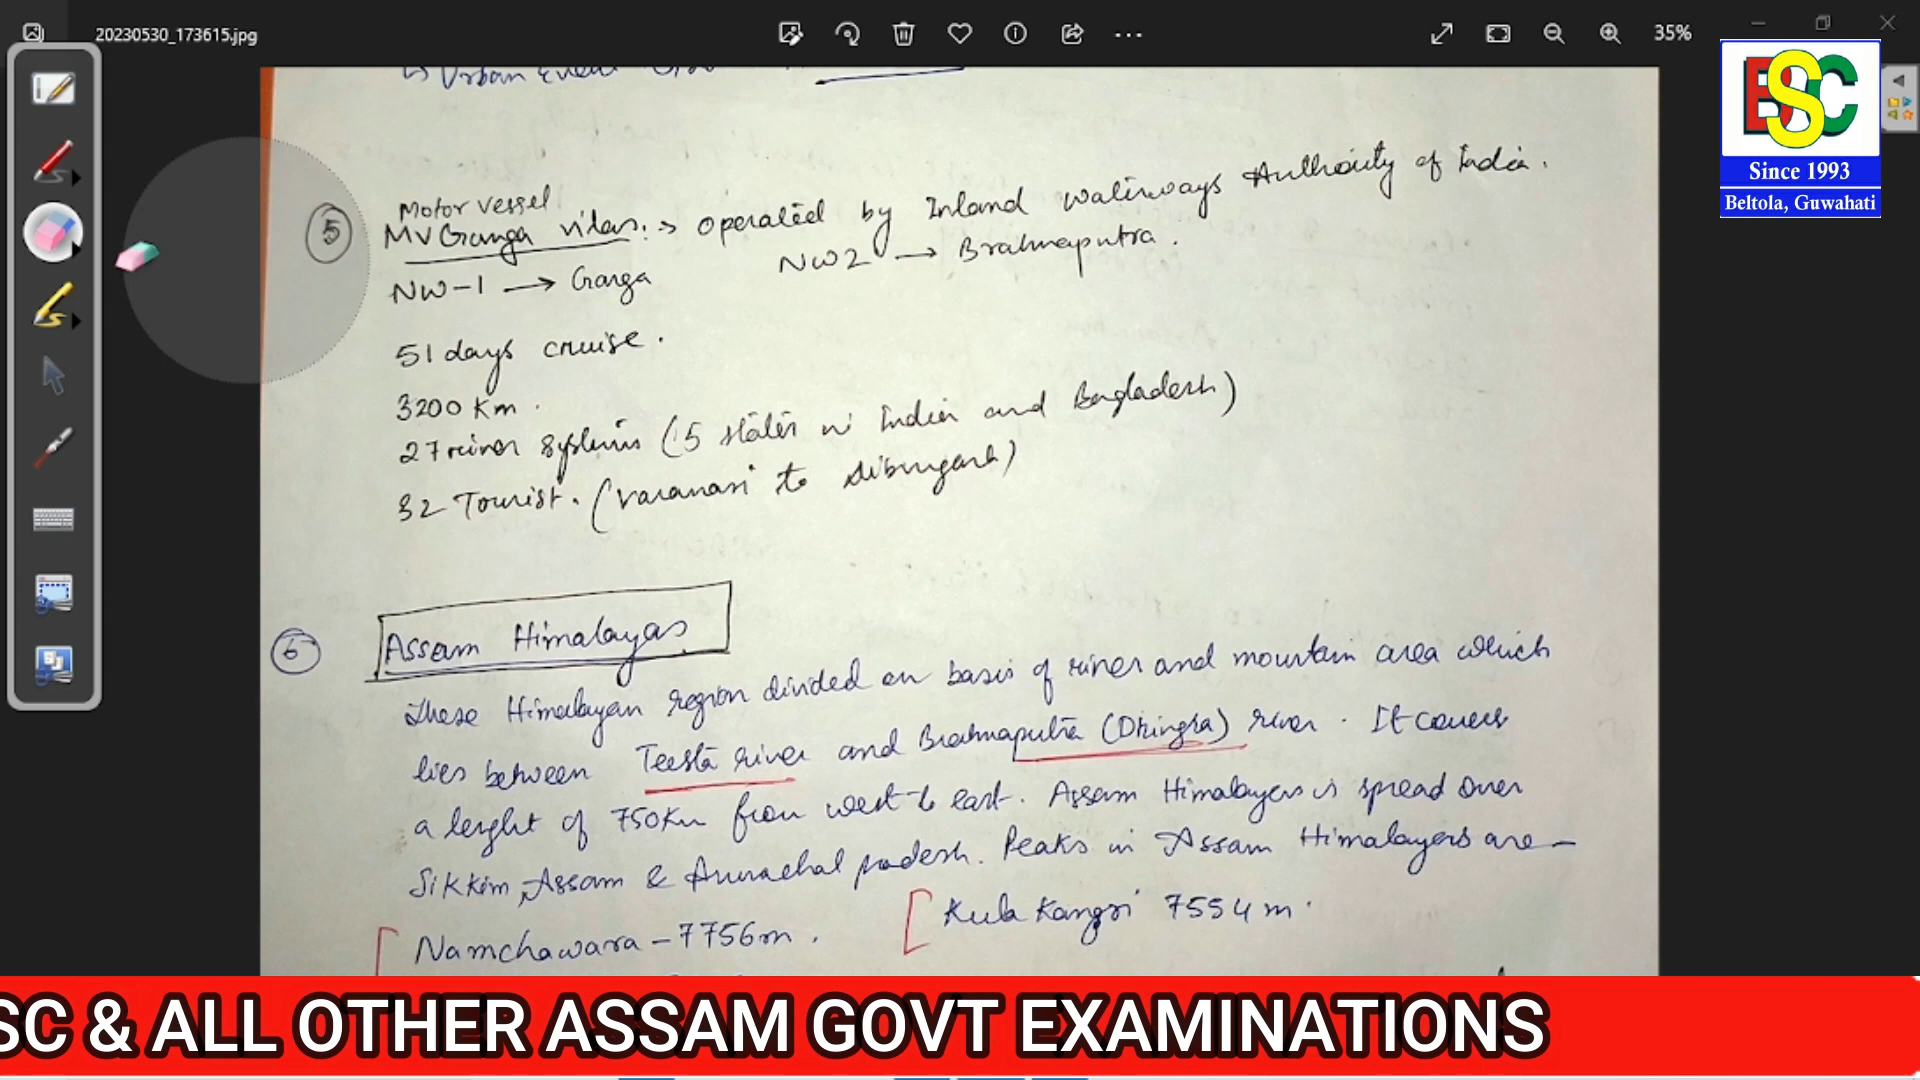 20230530_173615.jpg
35%
BSC
Since 1993
Beltola, Guwahati
↳ Urban
Motor vessel
⑤ MV Ganga vilas :→ operated by Inland Waterways Authority of India.
NW-1 → Ganga NW2 → Brahmaputra.
51 days cruise.
3200 Km.
27 river systems (5 states in India and Bangladesh)
32 Tourist. (Varanasi to dibrugarh)
⑥ Assam Himalayas
These Himalayan region divided on basis of river and mountain area which
lies between Teesta river and Brahmaputra (Dhingra) river. It covers
a lenght of 750Km from west to east. Assam Himalayas is spread over
Sikkim, Assam & Arunachal pradesh. Peaks in Assam Himalayas are—
[Namchawara – 7756m. [Kula Kangri 7554m.
SC & ALL OTHER ASSAM GOVT EXAMINATIONS